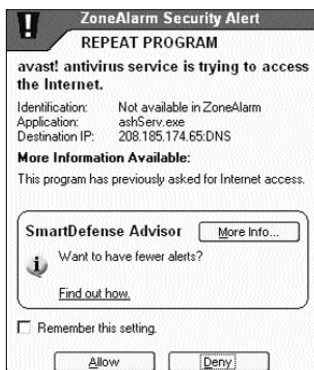 ZoneAlarm Security Alert
REPEAT PROGRAM
avast! antivirus service is trying to access
the Internet.
Identification: Not available in ZoneAlarm
Application: ashServ.exe
Destination IP: 208.185.174.65:DNS
More Information Available:
This program has previously asked for Internet access.
SmartDefense Advisor More Info...
Want to have fewer alerts?
Find out how.
Remember this setting.
Allow Deny